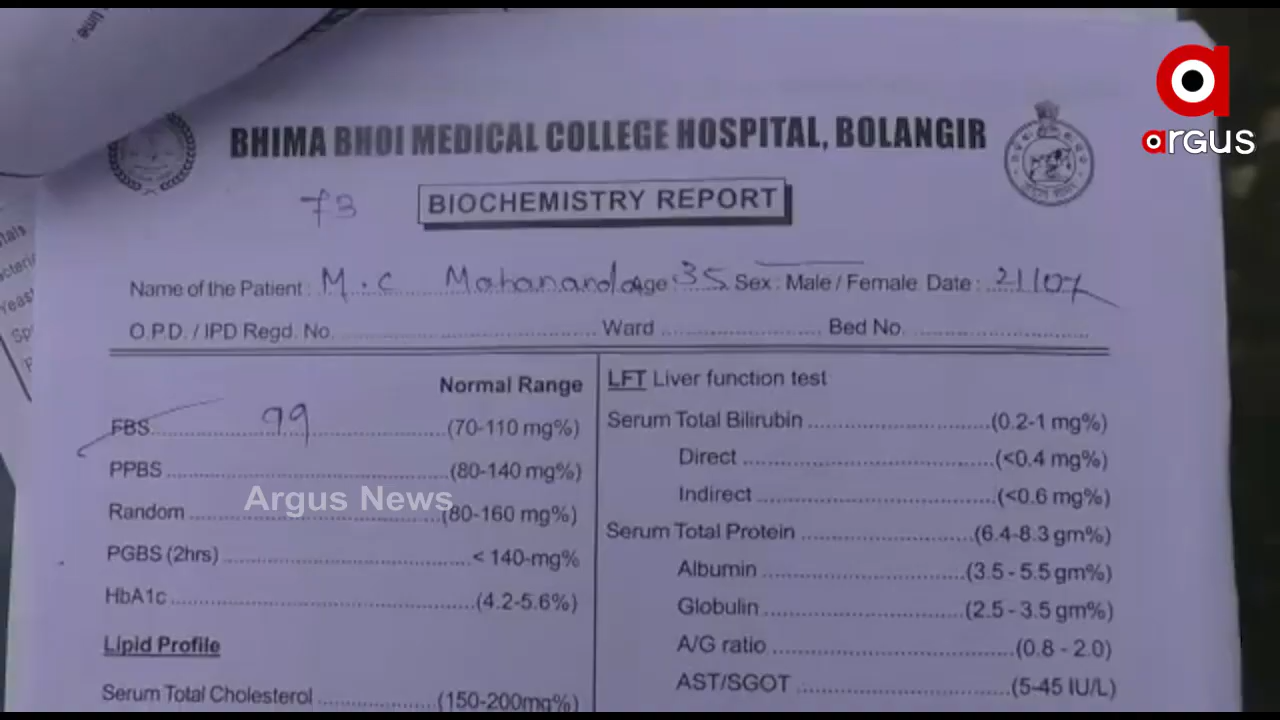 time
argus
BHIMA BHOI MEDICAL COLLEGE HOSPITAL, BOLANGIR
73
BIOCHEMISTRY REPORT
Name of the Patient : M.C Mahananda Age : 35 Sex : Male / Female Date : 21/07
O.P.D. / IPD Regd. No. Ward Bed No.
Normal Range
FBS 99 (70-110 mg%)
PPBS (80-140 mg%)
Random (80-160 mg%)
PGBS (2hrs) < 140-mg%
HbA1c (4.2-5.6%)
Lipid Profile
Serum Total Cholesterol (150-200mg%)
LFT Liver function test
Serum Total Bilirubin (0.2-1 mg%)
Direct (<0.4 mg%)
Indirect (<0.6 mg%)
Serum Total Protein (6.4-8.3 gm%)
Albumin (3.5 - 5.5 gm%)
Globulin (2.5 - 3.5 gm%)
A/G ratio (0.8 - 2.0)
AST/SGOT (5-45 IU/L)
Argus News